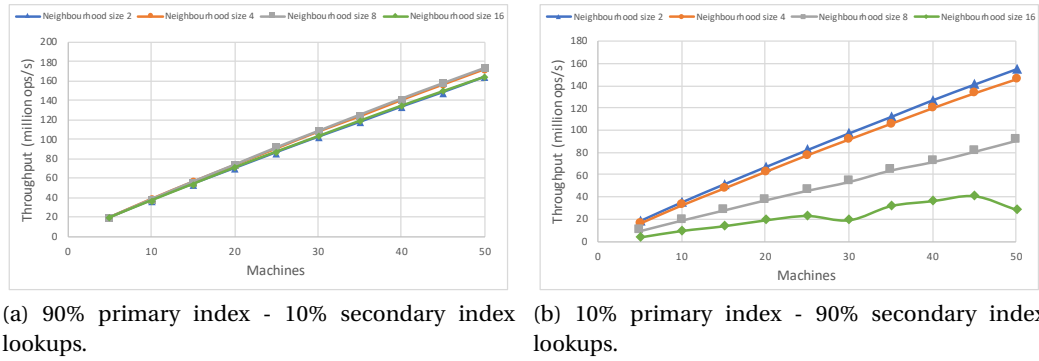 Neighbourhood size 2 Neighbourhood size 4 Neighbourhood size 8 Neighbourhood size 16
200
180
160
140
120
100
80
60
40
20
0
0 10 20 30 40 50
Throughput (million ops/s)
Machines
(a) 90% primary index - 10% secondary index
lookups.
Neighbourhood size 2 Neighbourhood size 4 Neighbourhood size 8 Neighbourhood size 16
180
160
140
120
100
80
60
40
20
0
0 10 20 30 40 50
Throughput (million ops/s)
Machines
(b) 10% primary index - 90% secondary index
lookups.